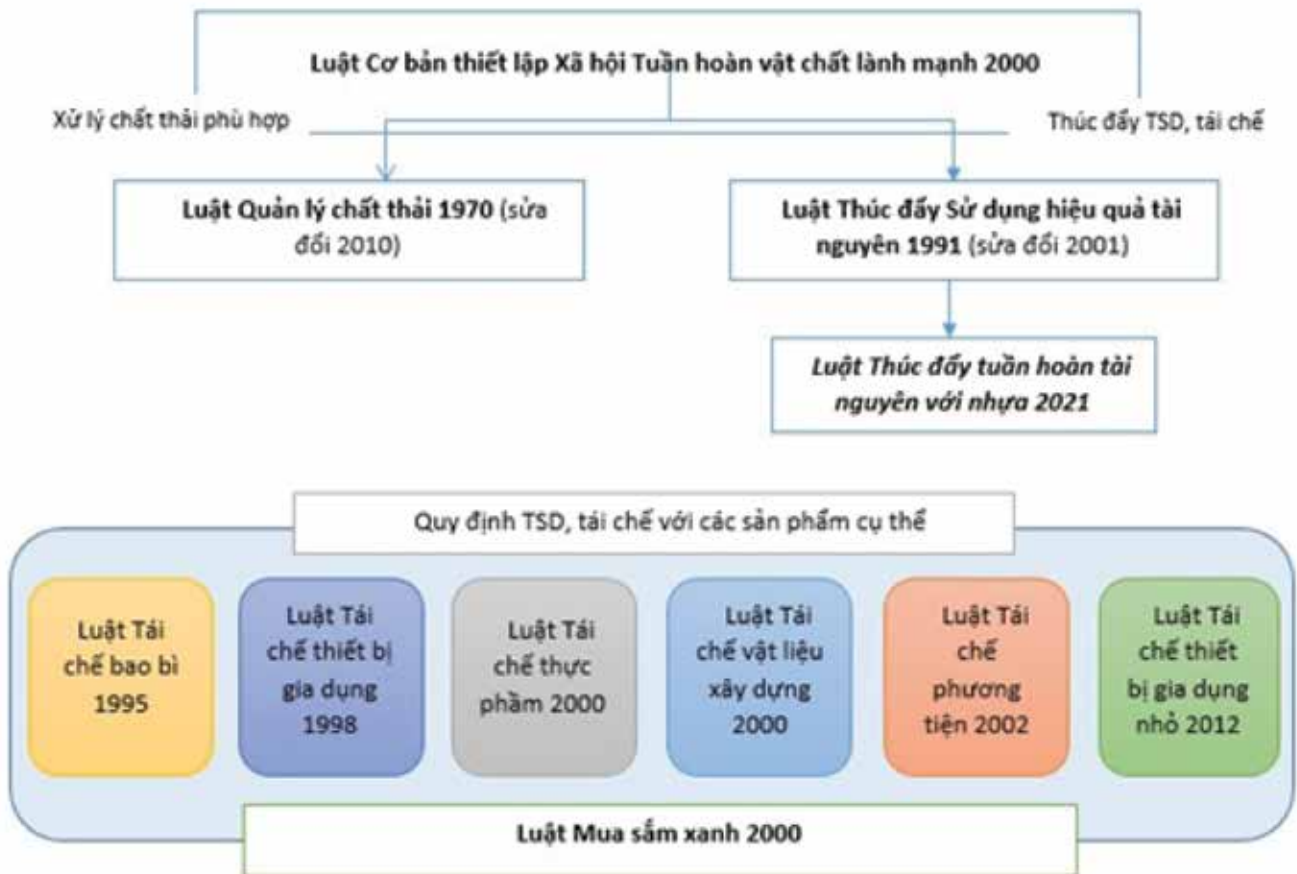 Luật Cơ bản thiết lập Xã hội Tuần hoàn vật chất lành mạnh 2000
Xử lý chất thải phù hợp
Thúc đẩy TSD, tái chế
Luật Quản lý chất thải 1970 (sửa
đổi 2010)
Luật Thúc đẩy Sử dụng hiệu quả tài
nguyên 1991 (sửa đổi 2001)
Luật Thúc đẩy tuần hoàn tài
nguyên với nhựa 2021
Quy định TSD, tái chế với các sản phẩm cụ thể
Luật Tái
chế bao bì
1995
Luật Tái
chế thiết bị
gia dụng
1998
Luật Tái
chế thực
phầm 2000
Luật Tái
chế vật liệu
xây dựng
2000
Luật Tái
chế
phương
tiện 2002
Luật Tái
chế thiết
bị gia dụng
nhỏ 2012
Luật Mua sắm xanh 2000